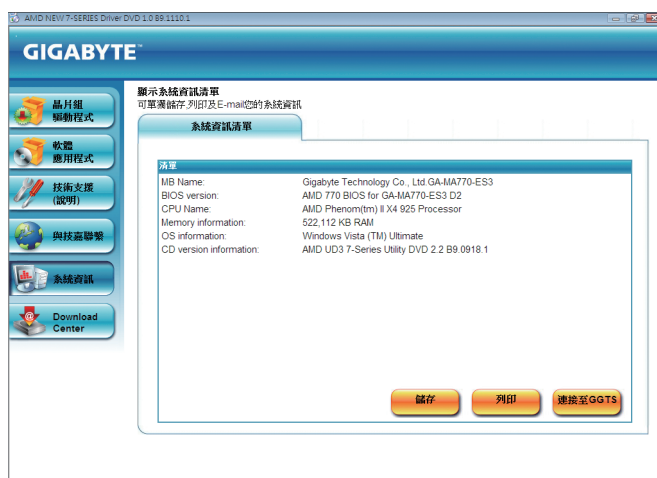 AMD NEW 7-SERIES Driver DVD 1.0 B9.1110.1
GIGABYTE™
晶片組
驅動程式
軟體
應用程式
技術支援
(說明)
與技嘉聯繫
系統資訊
Download
Center
顯示系統資訊清單
可單獨儲存,列印及E-mail您的系統資訊
系統資訊清單
清單
MB Name: Gigabyte Technology Co., Ltd.GA-MA770-ES3
BIOS version: AMD 770 BIOS for GA-MA770-ES3 D2
CPU Name: AMD Phenom(tm) II X4 925 Processor
Memory information: 522,112 KB RAM
OS information: Windows Vista (TM) Ultimate
CD version information: AMD UD3 7-Series Utility DVD 2.2 B9.0918.1
儲存 列印 連接至GGTS